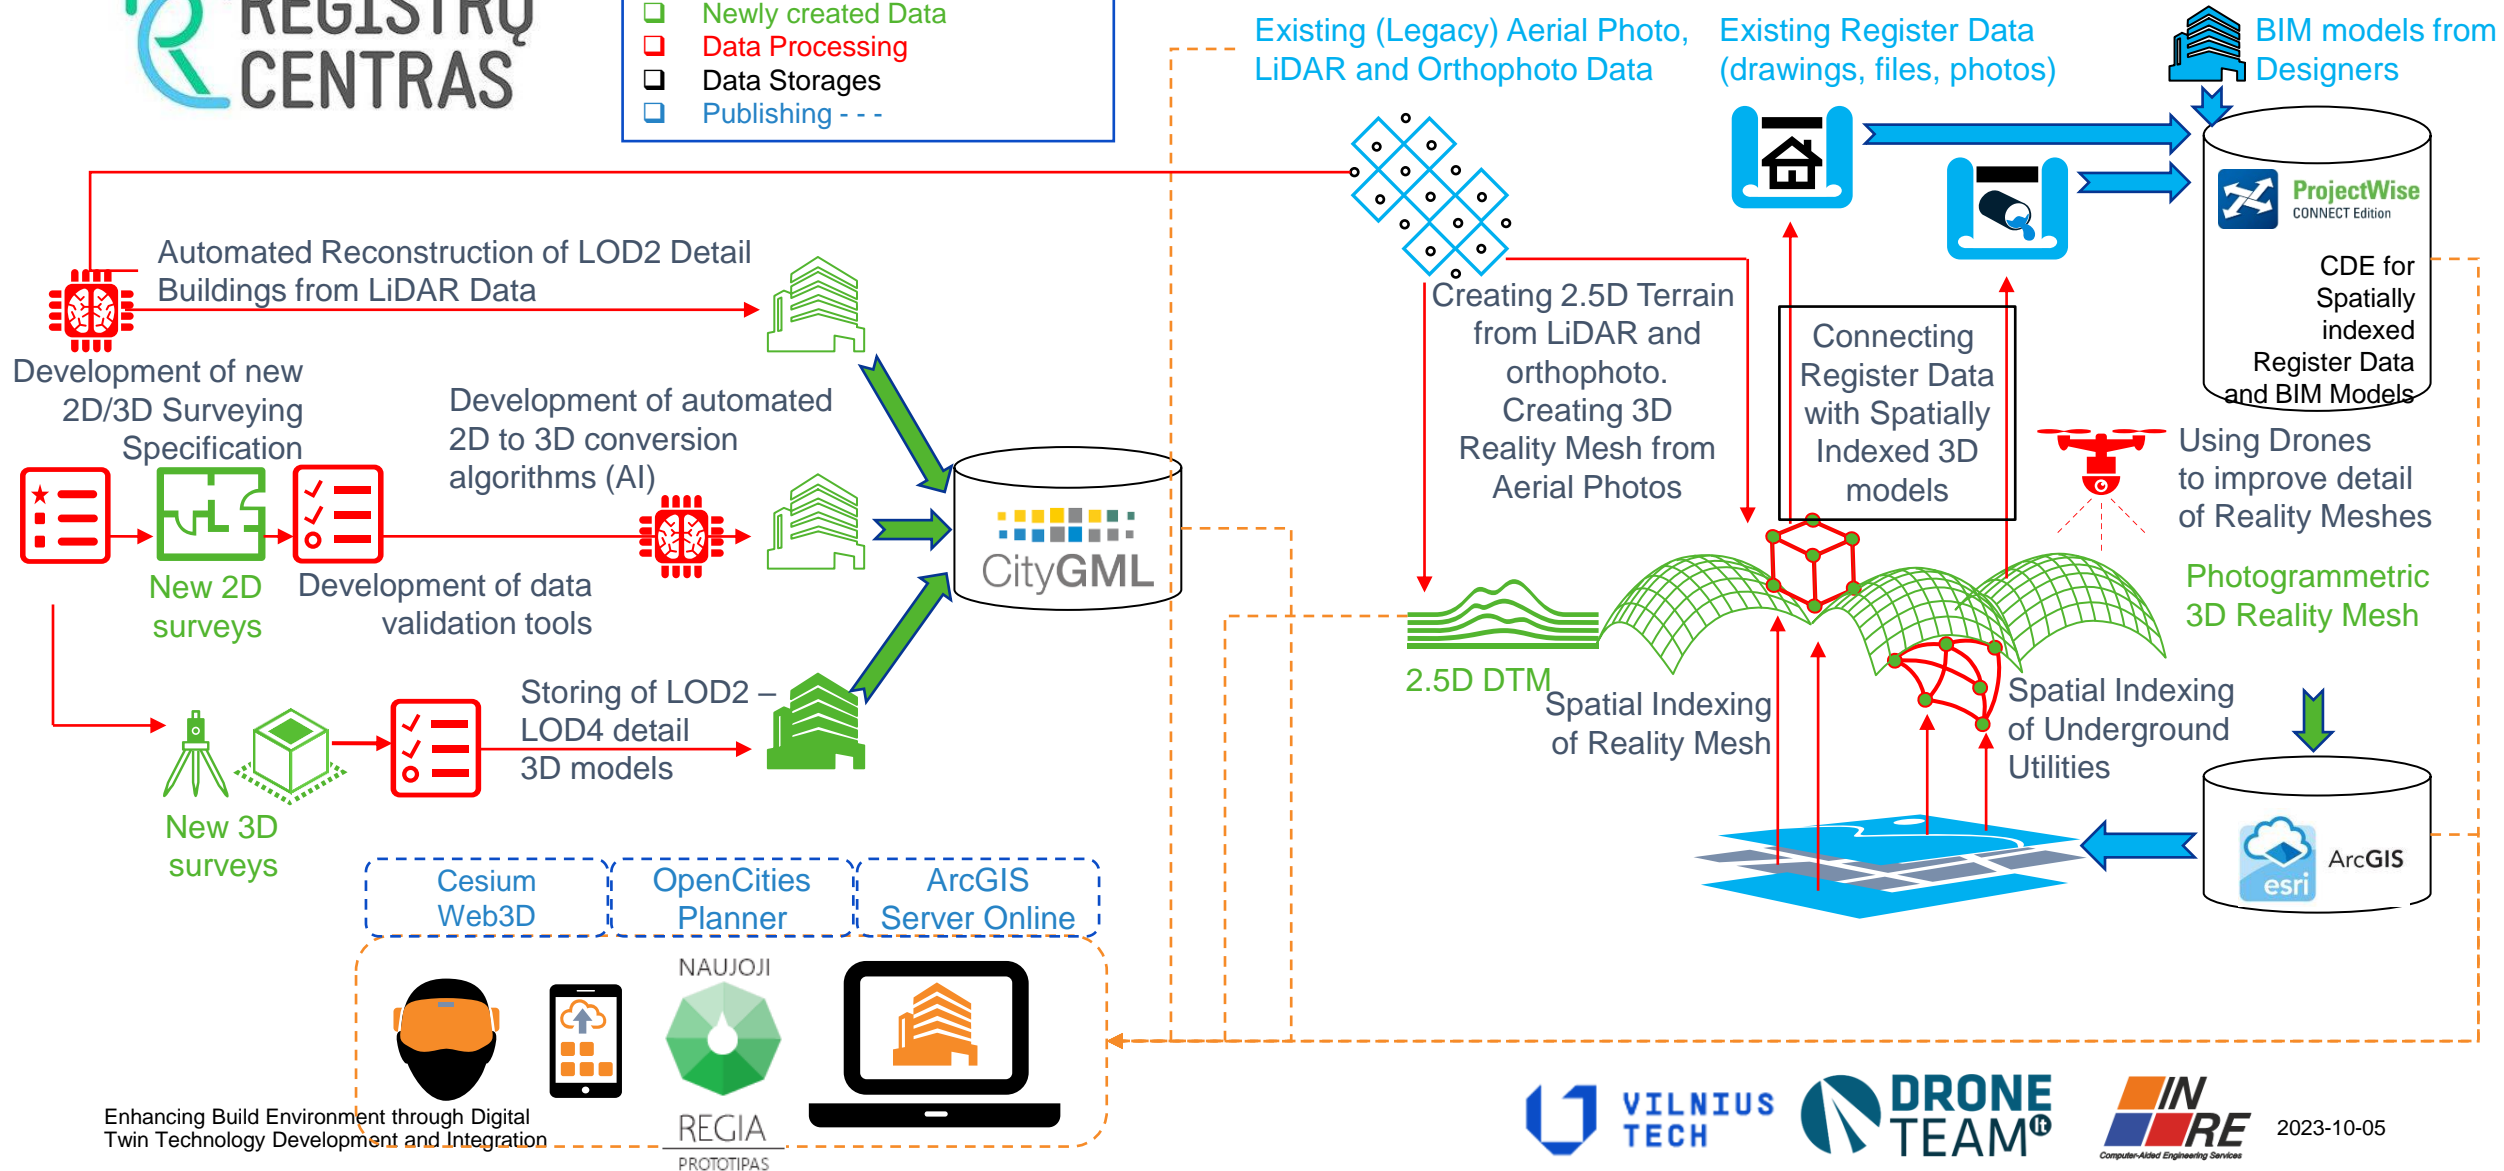 REGISTRŲ
CENTRAS
Newly created Data
Data Processing
Data Storages
Publishing - - -
Existing (Legacy) Aerial Photo,
LiDAR and Orthophoto Data
Existing Register Data
(drawings, files, photos)
BIM models from
Designers
ProjectWise
CONNECT Edition
CDE for
Spatially
indexed
Register Data
and BIM Models
Automated Reconstruction of LOD2 Detail
Buildings from LiDAR Data
Development of new
2D/3D Surveying
Specification
Development of automated
2D to 3D conversion
algorithms (AI)
New 2D
surveys
Development of data
validation tools
CityGML
Creating 2.5D Terrain
from LiDAR and
orthophoto.
Creating 3D
Reality Mesh from
Aerial Photos
Connecting
Register Data
with Spatially
Indexed 3D
models
Using Drones
to improve detail
of Reality Meshes
Photogrammetric
3D Reality Mesh
2.5D DTM
Spatial Indexing
of Reality Mesh
Spatial Indexing
of Underground
Utilities
Storing of LOD2 –
LOD4 detail
3D models
New 3D
surveys
esri
ArcGIS
Cesium
Web3D
OpenCities
Planner
ArcGIS
Server Online
NAUJOJI
REGIA
PROTOTIPAS
Enhancing Build Environment through Digital
Twin Technology Development and Integration
VILNIUS
TECH
DRONE
TEAM lt
IN
RE
Computer-Aided Engineering Services
2023-10-05